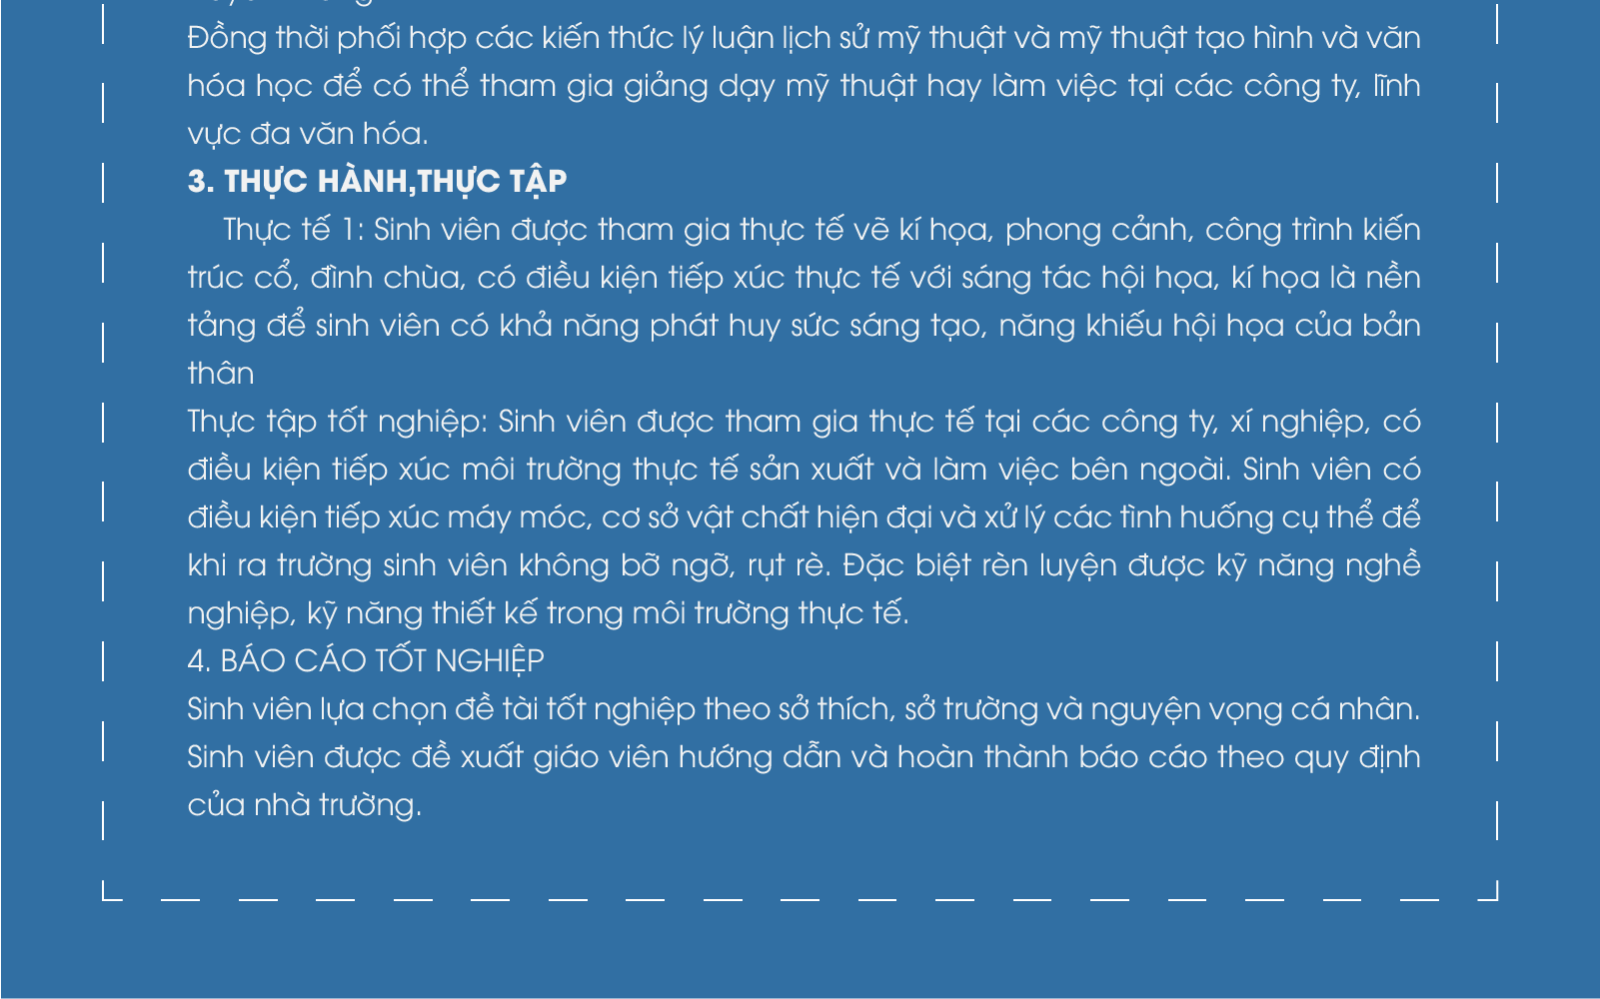 Đồng thời phối hợp các kiến thức lý luận lịch sử mỹ thuật và mỹ thuật tạo hình và văn
hóa học để có thể tham gia giảng dạy mỹ thuật hay làm việc tại các công ty, lĩnh
vực đa văn hóa.
3. THỰC HÀNH,THỰC TẬP
Thực tế 1: Sinh viên được tham gia thực tế vẽ kí họa, phong cảnh, công trình kiến
trúc cổ, đình chùa, có điều kiện tiếp xúc thực tế với sáng tác hội họa, kí họa là nền
tảng để sinh viên có khả năng phát huy sức sáng tạo, năng khiếu hội họa của bản
thân
Thực tập tốt nghiệp: Sinh viên được tham gia thực tế tại các công ty, xí nghiệp, có
điều kiện tiếp xúc môi trường thực tế sản xuất và làm việc bên ngoài. Sinh viên có
điều kiện tiếp xúc máy móc, cơ sở vật chất hiện đại và xử lý các tình huống cụ thể để
khi ra trường sinh viên không bỡ ngỡ, rụt rè. Đặc biệt rèn luyện được kỹ năng nghề
nghiệp, kỹ năng thiết kế trong môi trường thực tế.
4. BÁO CÁO TỐT NGHIỆP
Sinh viên lựa chọn đề tài tốt nghiệp theo sở thích, sở trường và nguyện vọng cá nhân.
Sinh viên được đề xuất giáo viên hướng dẫn và hoàn thành báo cáo theo quy định
của nhà trường.